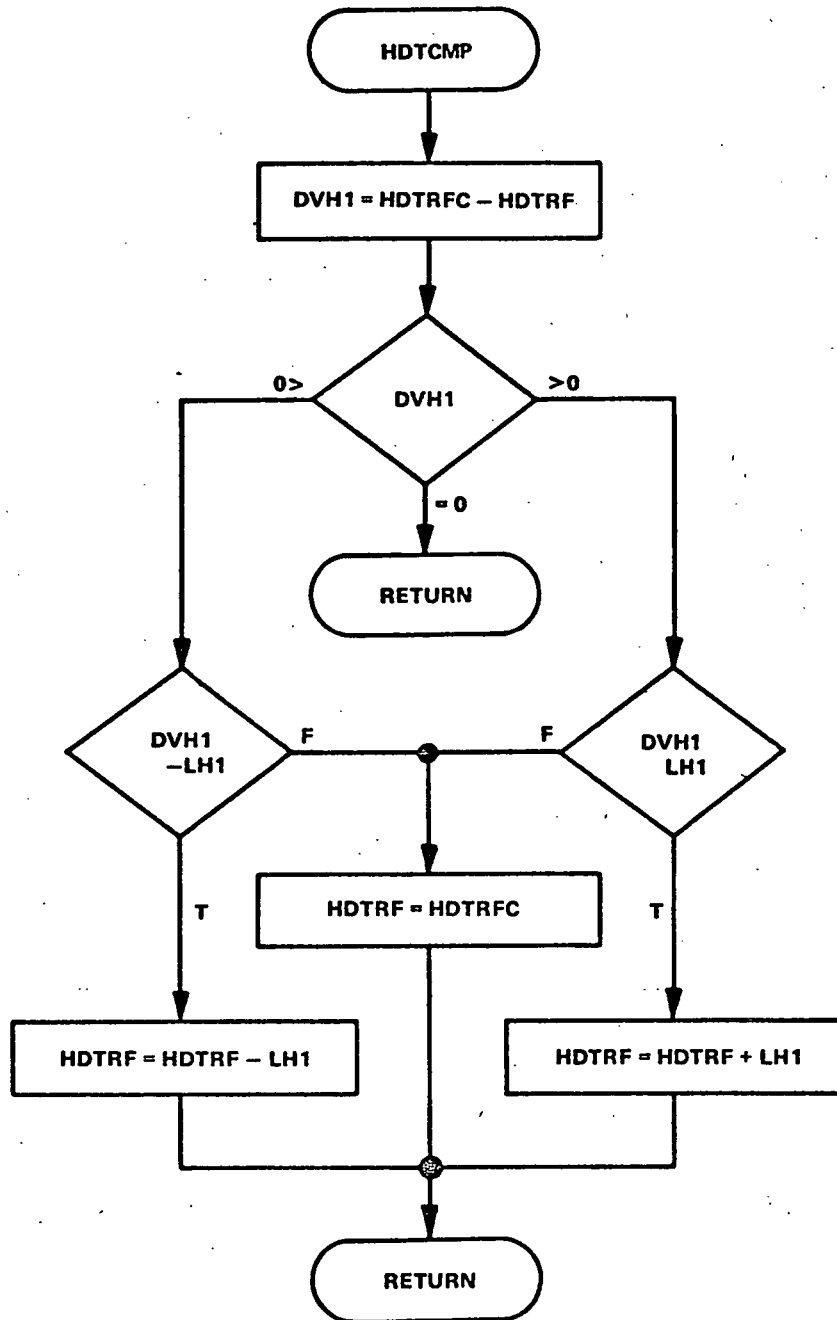 HDTCMP
DVH1 = HDTRFC – HDTRF
0>
>0
DVH1
= 0
RETURN
DVH1
–LH1
F
F
DVH1
LH1
HDTRF = HDTRFC
T
T
HDTRF = HDTRF – LH1
HDTRF = HDTRF + LH1
RETURN